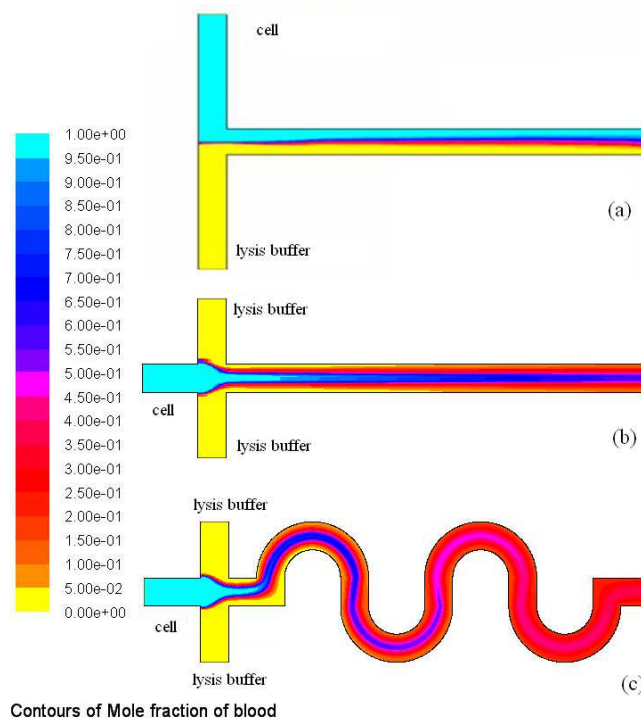 cell
1.00e+00
9.50e-01
9.00e-01
8.50e-01
8.00e-01
7.50e-01
7.00e-01
6.50e-01
6.00e-01
5.50e-01
5.00e-01
4.50e-01
4.00e-01
3.50e-01
3.00e-01
2.50e-01
2.00e-01
1.50e-01
1.00e-01
5.00e-02
0.00e+00
(a)
lysis buffer
lysis buffer
cell
(b)
lysis buffer
lysis buffer
cell
lysis buffer
(c)
Contours of Mole fraction of blood